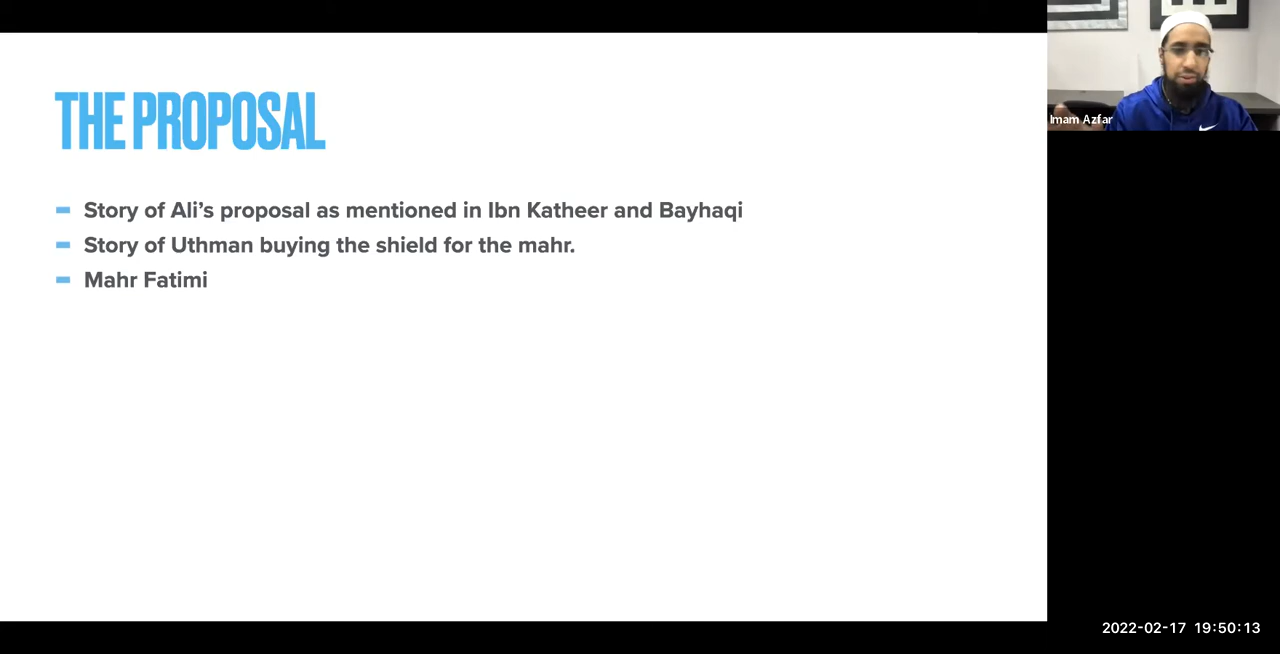 THE PROPOSAL
Story of Ali’s proposal as mentioned in Ibn Katheer and Bayhaqi
Story of Uthman buying the shield for the mahr.
Mahr Fatimi
Imam Azfar
2022-02-17 19:50:13